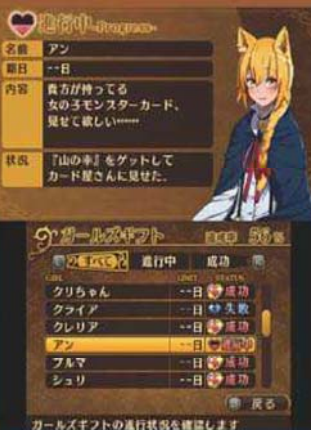 進行中 -Progress-
名前 アン
期日 --日
内容 貴方が持ってる
女の子モンスターカード、
見せて欲しい……
状況 『山の幸』をゲットして
カード屋さんに見せた。
ガールズギフト 達成率 56%
すべて 進行中 成功
GIRL LIMIT STATUS
クリちゃん --日 成功
クライア --日 失敗
クレリア --日 成功
アン --日 進行中
ブルマ --日 成功
シュリ --日 成功
戻る
ガールズギフトの進行状況を確認します